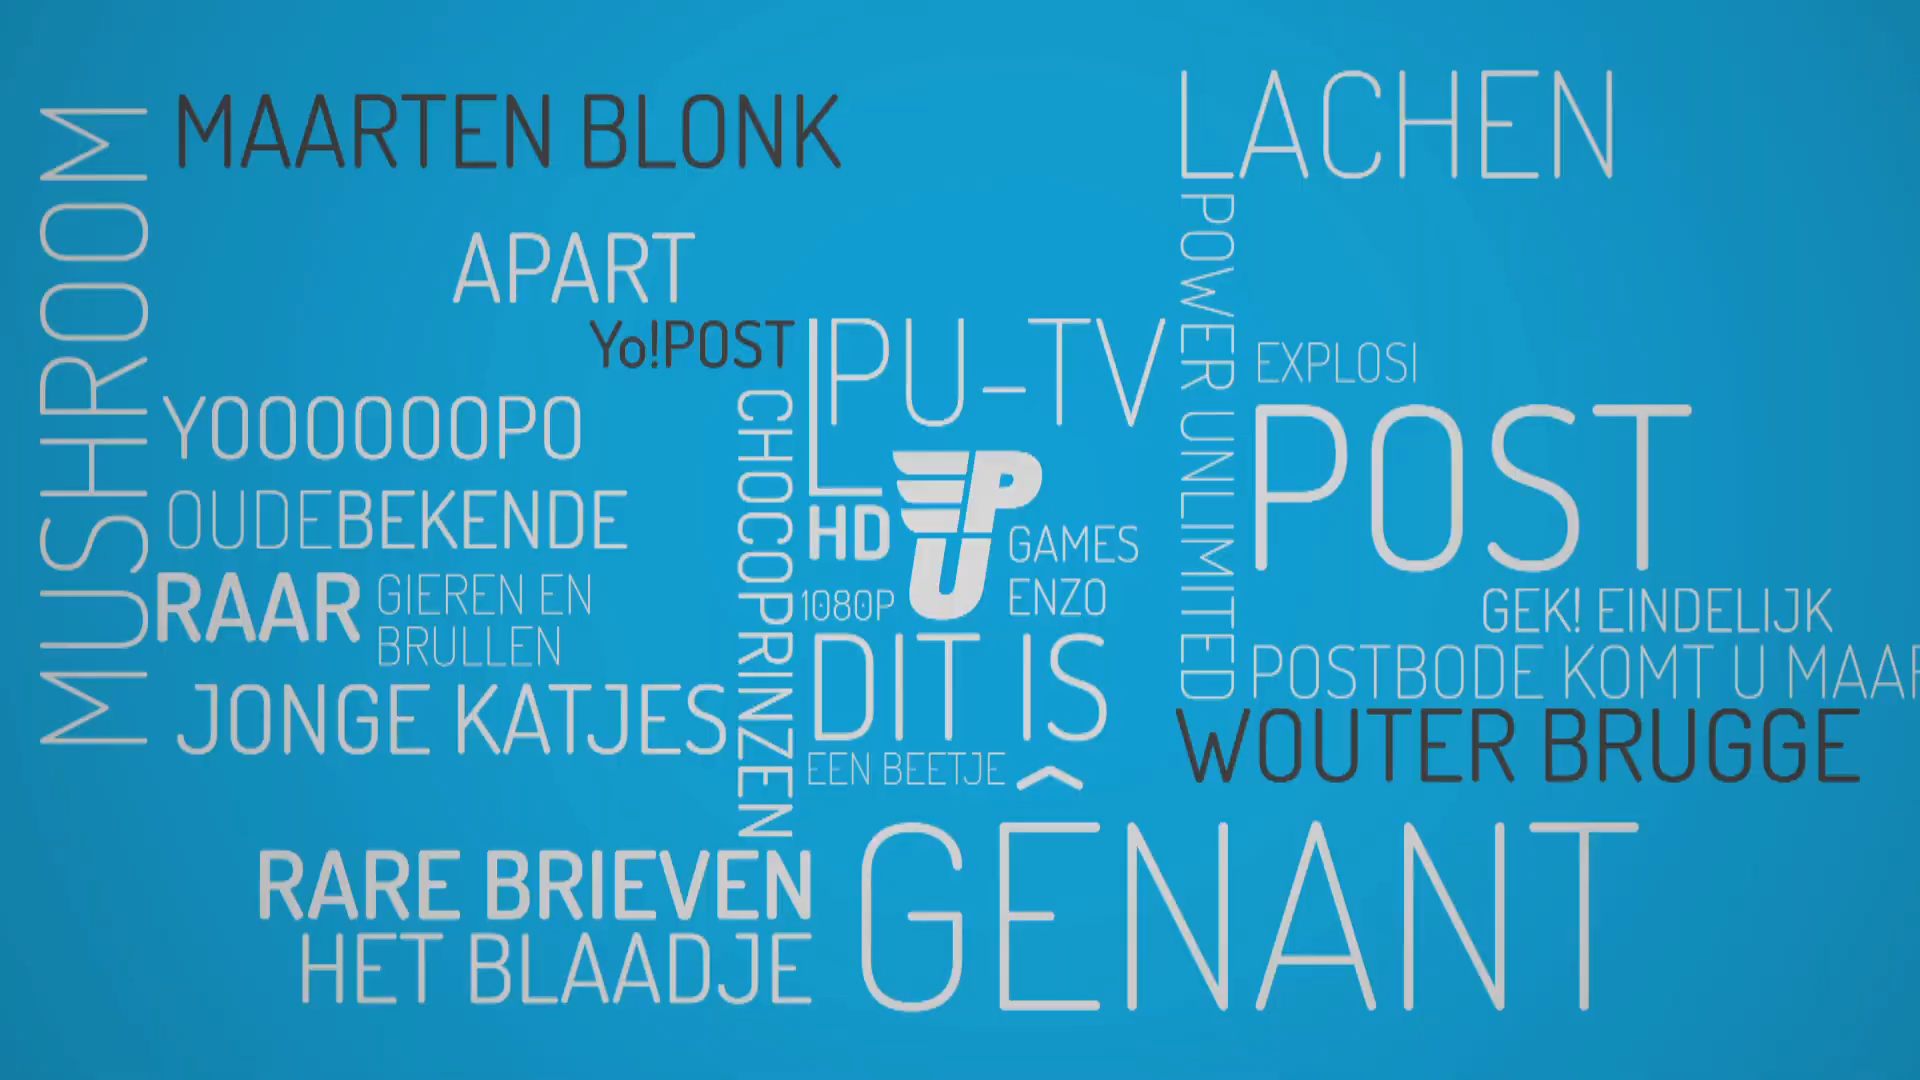 MUSHROOM
MAARTEN BLONK
LACHEN
APART
Yo!POST
PU-TV
POWER UNLIMITED
EXPLOSI
YOOOOOOPO
CHOCOPRINZEN
POST
OUDEBEKENDE
HD
PU
GAMES
RAAR
GIEREN EN
BRULLEN
1080P
ENZO
GEK! EINDELIJK
DIT IS
POSTBODE KOMT U MAAR
JONGE KATJES
WOUTER BRUGGE
EEN BEETJE
RARE BRIEVEN
HET BLAADJE
GÊNANT